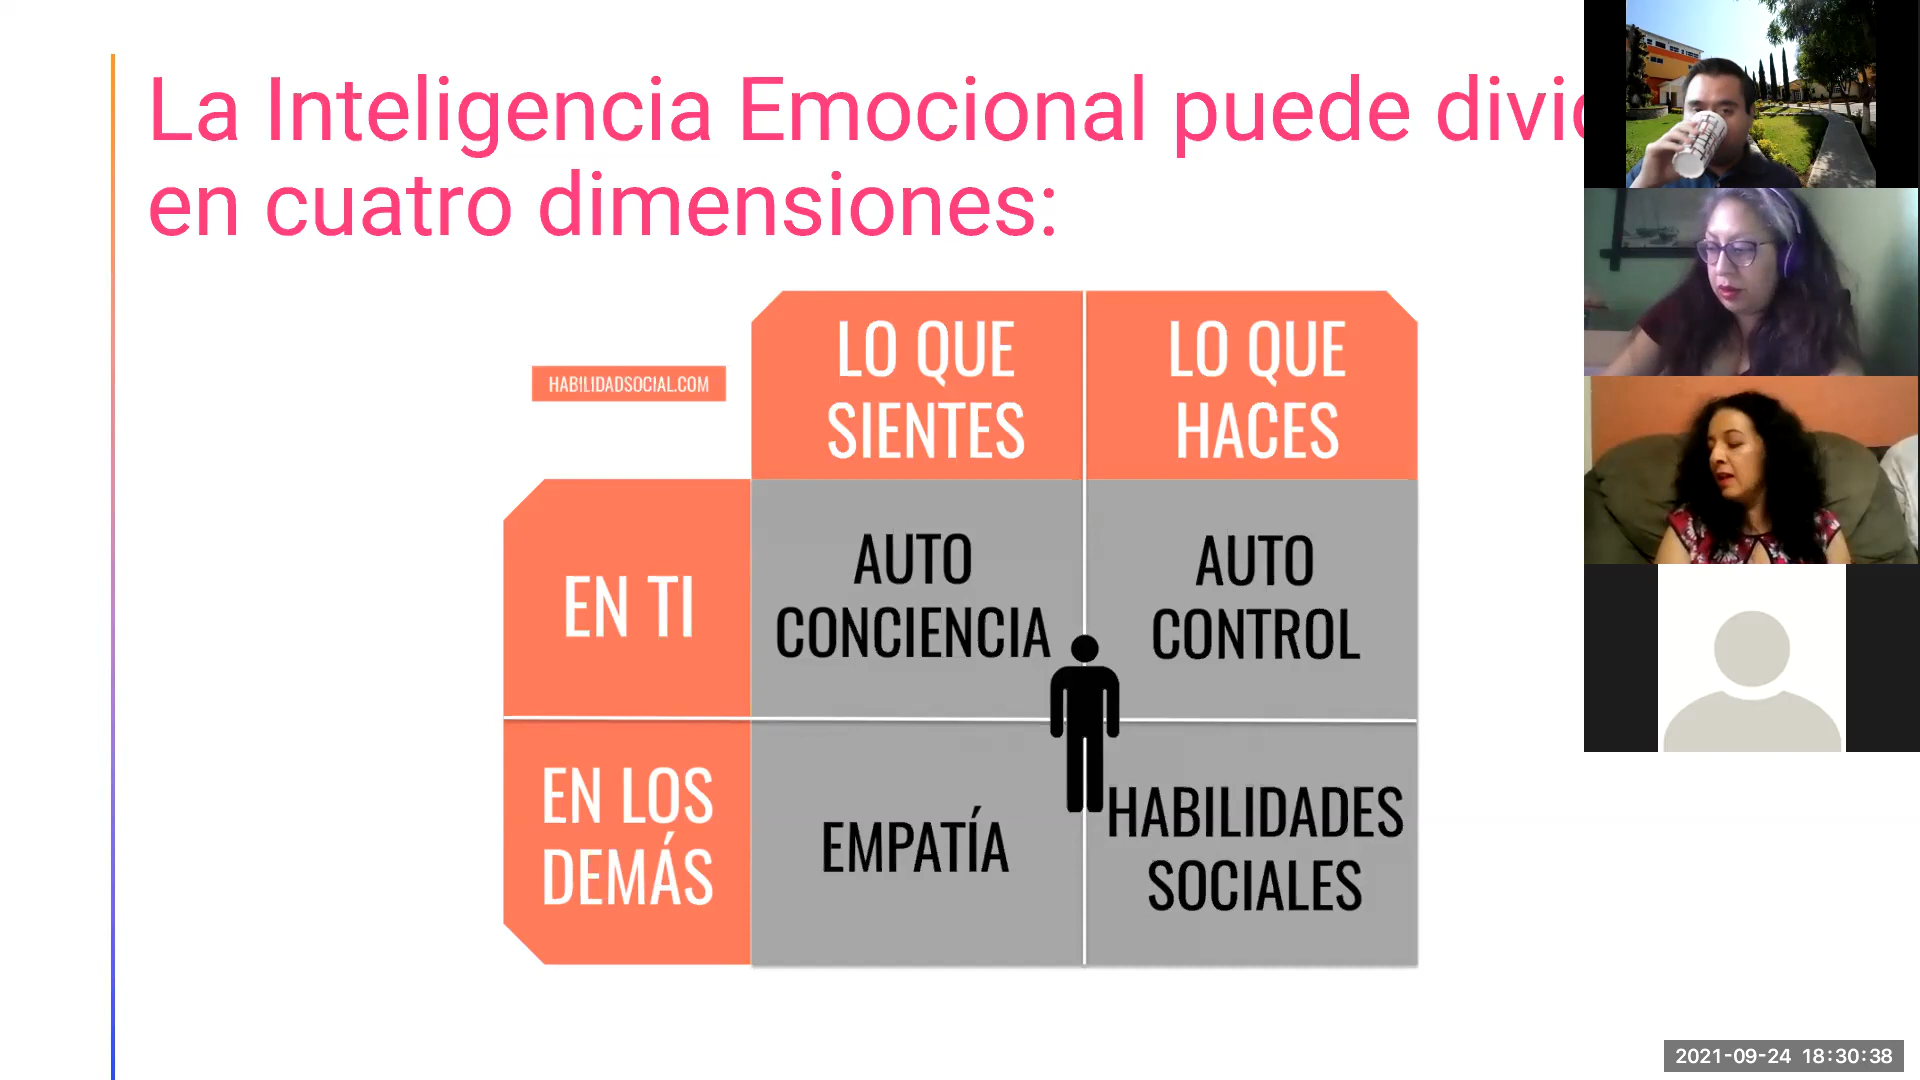 La Inteligencia Emocional puede
en cuatro dimensiones:
HABILIDADSOCIAL.COM
LO QUE
SIENTES
LO QUE
HACES
EN TI
AUTO
CONCIENCIA
AUTO
CONTROL
EN LOS
DEMÁS
EMPATÍA
HABILIDADES
SOCIALES
2021-09-24 18:30:38